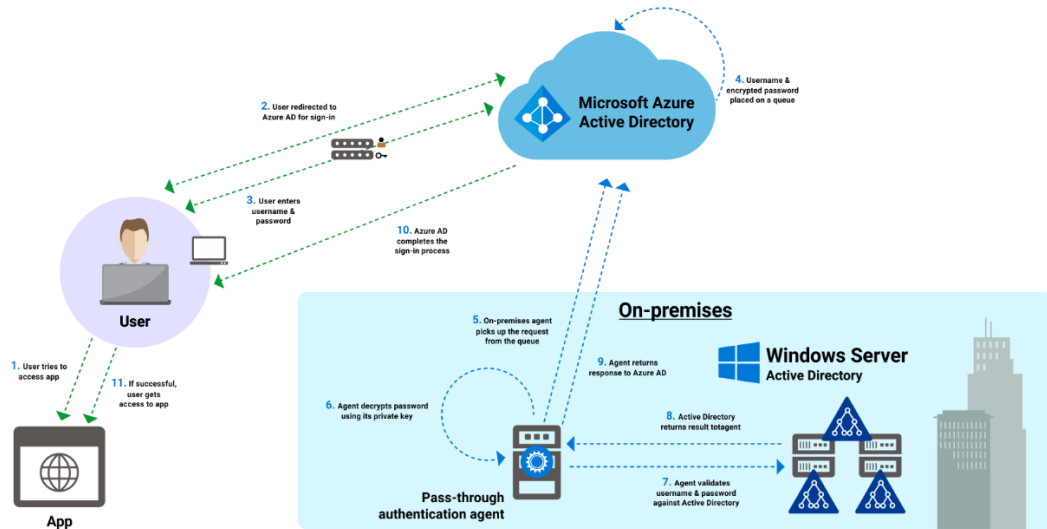 4. Username &
encrypted password
placed on a queue
Microsoft Azure
Active Directory
2. User redirected to
Azure AD for sign-in
3. User enters
username &
password
10. Azure AD
completes the
sign-in process
User
1. User tries to
access app
11. If successful,
user gets
access to app
App
On-premises
5. On-premises agent
picks up the request
from the queue
9. Agent returns
response to Azure AD
Windows Server
Active Directory
6. Agent decrypts password
using its private key
8. Active Directory
returns result totagent
7. Agent validates
username & password
against Active Directory
Pass-through
authentication agent